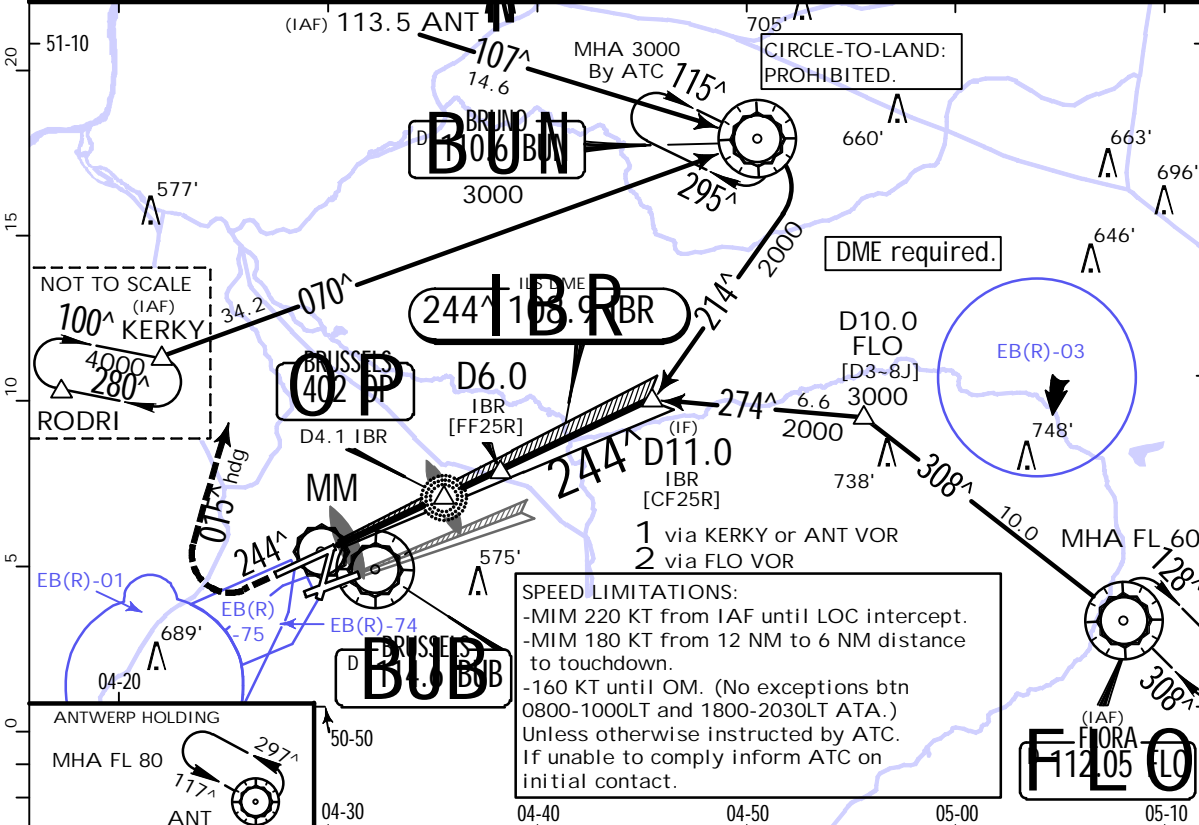 (IAF) 113.5 ANT
51-10
20
107^
14.6
MHA 3000
By ATC
115^
705'
CIRCLE-TO-LAND:
PROHIBITED.
BRUNO
D 110.6 BUN
BUN
3000
295^
660'
663'
696'
577'
15
2000
646'
DME required.
NOT TO SCALE
(IAF)
KERKY
100^
4000
280^
RODRI
34.2
070^
ILS DME
244^ 108.9 IBR
IBR
214^
D10.0
FLO
[D3~8J]
3000
EB(R)-03
BRUSSELS
402 OP
OP
D6.0
IBR
[FF25R]
10
D4.1 IBR
274^
6.6
2000
(IF)
D11.0
IBR
[CF25R]
244^
748'
738'
308^
015^ hdg
MM
10.0
1 via KERKY or ANT VOR
2 via FLO VOR
MHA FL 60
128^
5
244^
575'
EB(R)-01
EB(R)
-75
EB(R)-74
SPEED LIMITATIONS:
-MIM 220 KT from IAF until LOC intercept.
-MIM 180 KT from 12 NM to 6 NM distance
to touchdown.
-160 KT until OM. (No exceptions btn
0800-1000LT and 1800-2030LT ATA.)
Unless otherwise instructed by ATC.
If unable to comply inform ATC on
initial contact.
689'
BRUSSELS
D 114.6 BUB
BUB
04-20
308^
(IAF)
FLORA
D 112.05 FLO
FLO
0
ANTWERP HOLDING
MHA FL 80
297^
117^
ANT
50-50
04-30
04-40
04-50
05-00
05-10